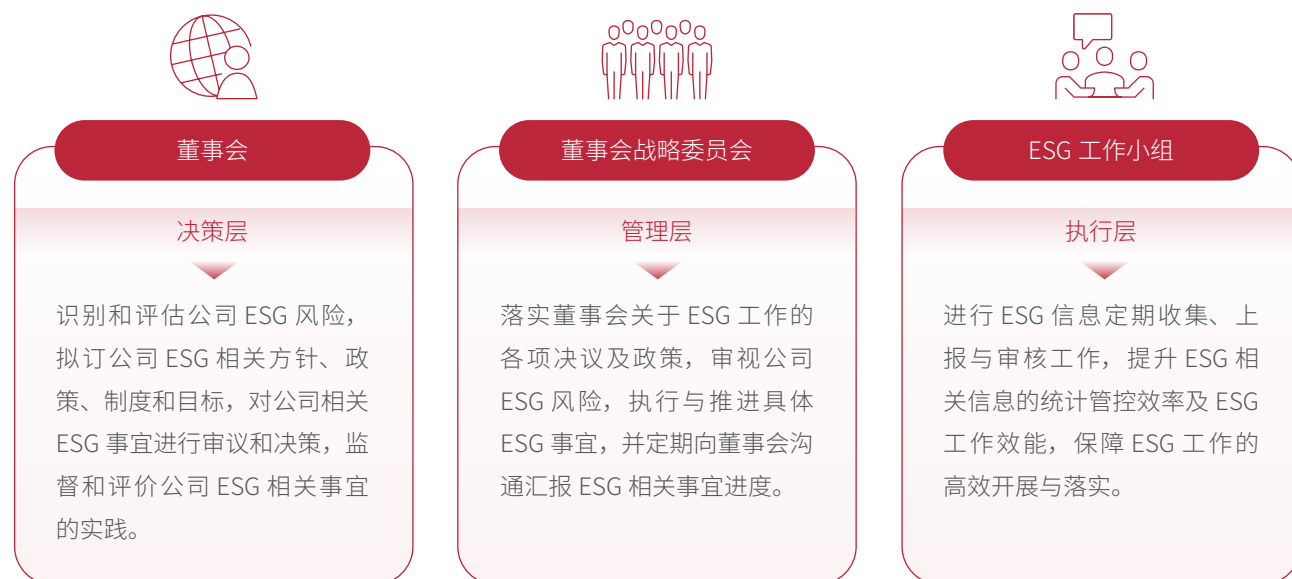 董事会
决策层
识别和评估公司 ESG 风险，
拟订公司 ESG 相关方针、政
策、制度和目标，对公司相关
ESG 事宜进行审议和决策，监
督和评价公司 ESG 相关事宜
的实践。
董事会战略委员会
管理层
落实董事会关于 ESG 工作的
各项决议及政策，审视公司
ESG 风险，执行与推进具体
ESG 事宜，并定期向董事会沟
通汇报 ESG 相关事宜进度。
ESG 工作小组
执行层
进行 ESG 信息定期收集、上
报与审核工作，提升 ESG 相
关信息的统计管控效率及 ESG
工作效能，保障 ESG 工作的
高效开展与落实。